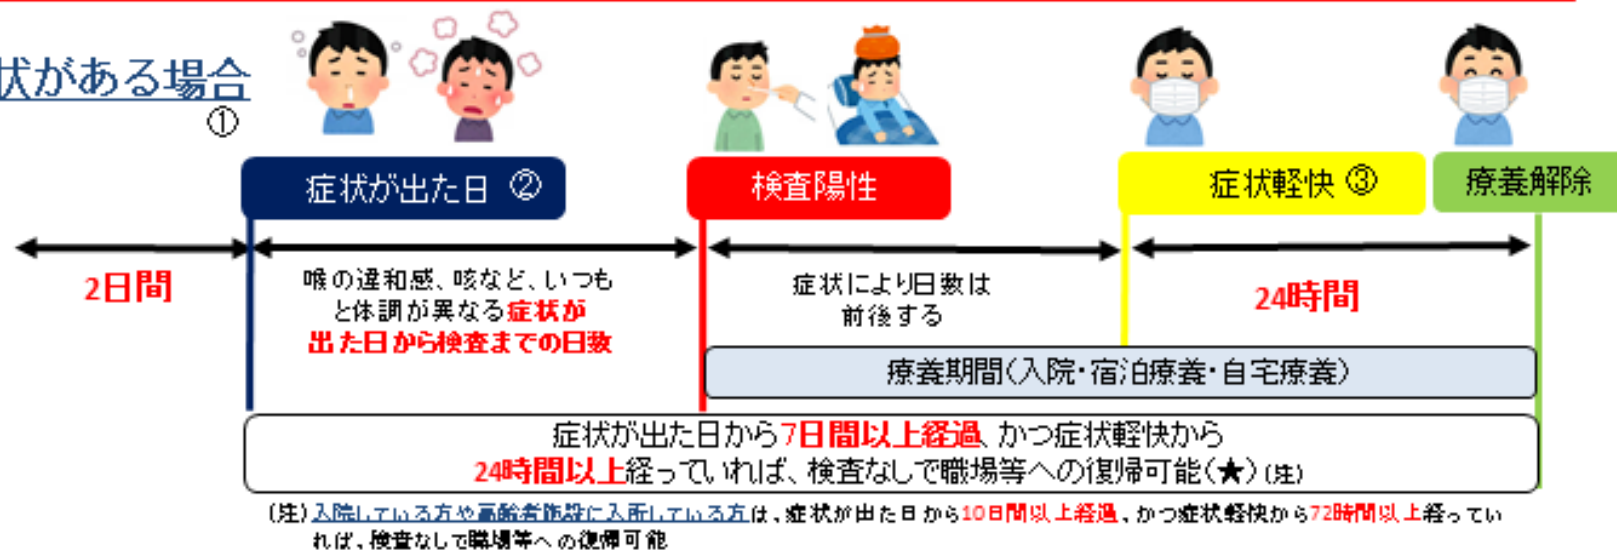 状がある場合
①
症状が出た日 ②
検査陽性
症状軽快 ③
療養解除
2日間
喉の違和感、咳など、いつも
と体調が異なる症状が
出た日から検査までの日数
症状により日数は
前後する
24時間
療養期間(入院・宿泊療養・自宅療養)
症状が出た日から7日間以上経過、かつ症状軽快から
24時間以上経っていれば、検査なしで職場等への復帰可能(★)(注)
(注)入院している方や高齢者施設に入所している方は、症状が出た日から10日間以上経過、かつ症状軽快から72時間以上経ってい
れば、検査なしで職場等への復帰可能